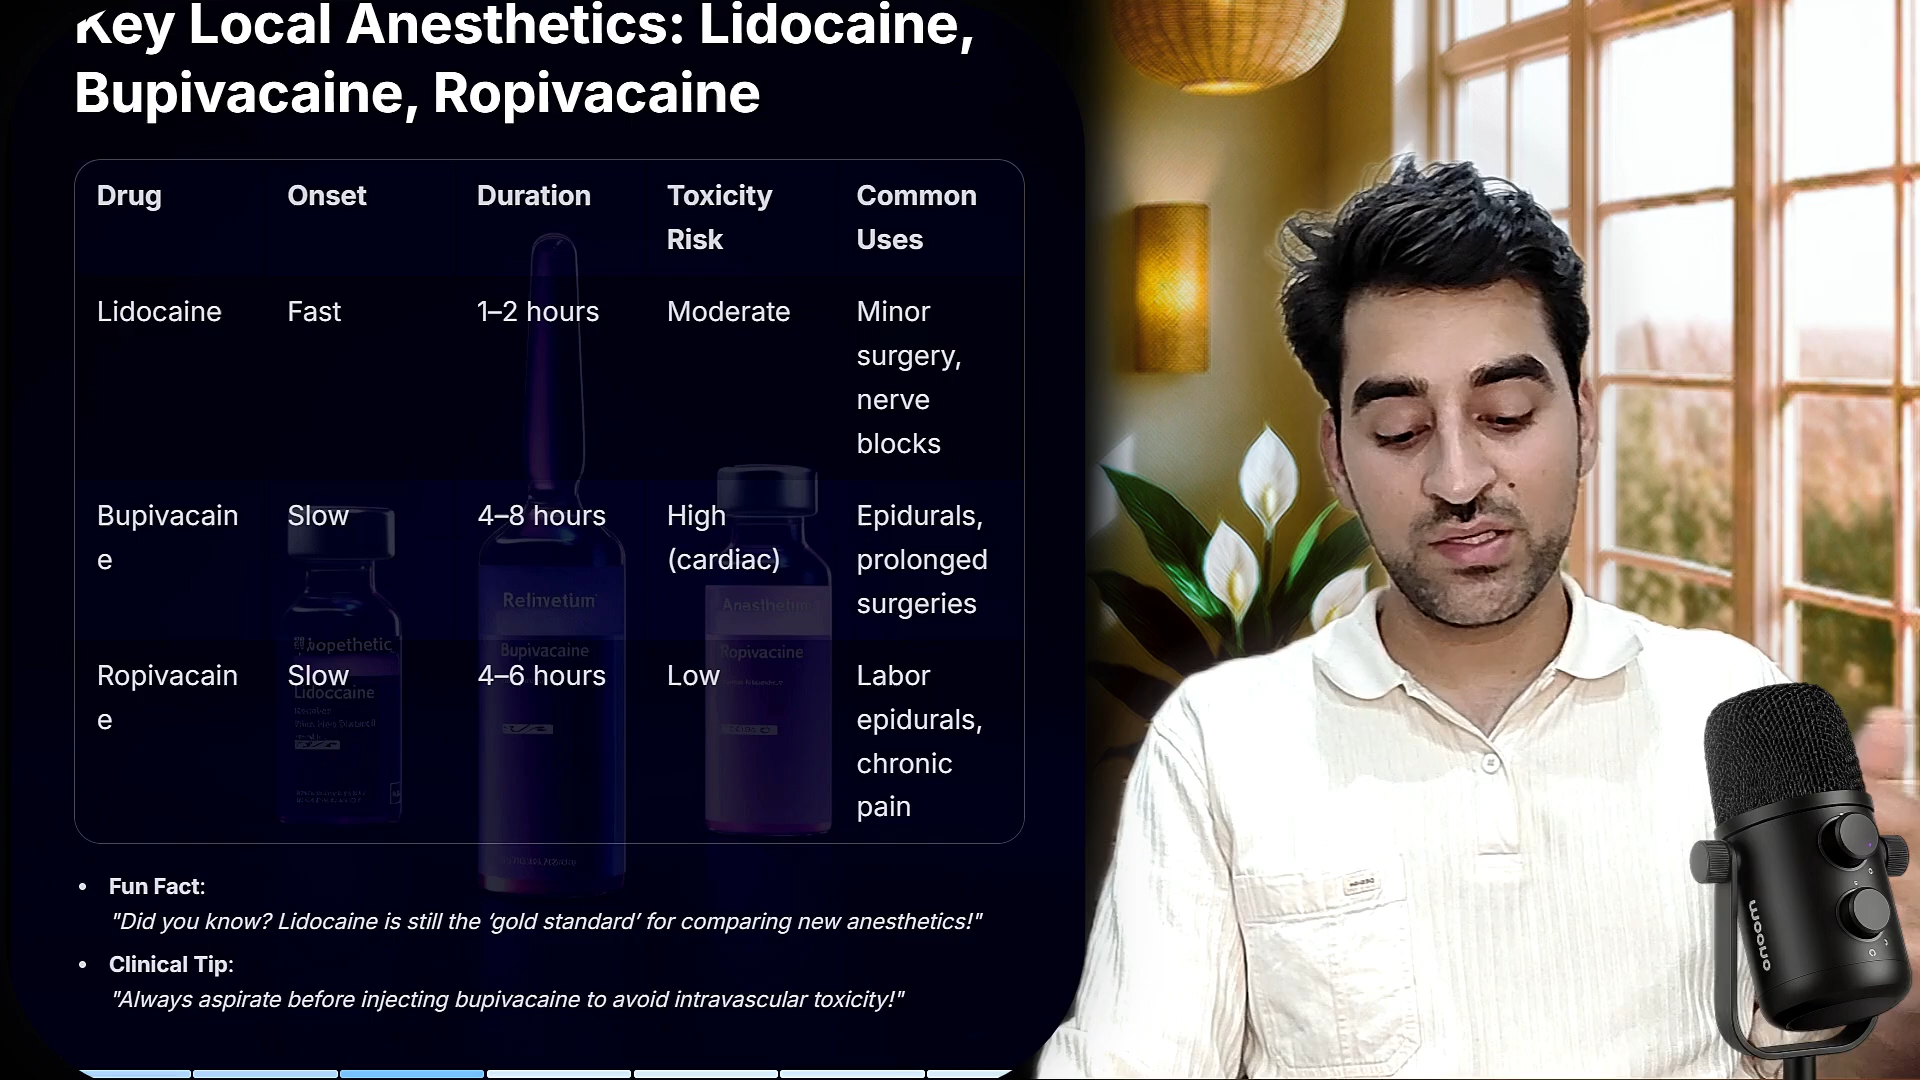 Key Local Anesthetics: Lidocaine,
Bupivacaine, Ropivacaine
Drug
Onset
Duration
Toxicity
Risk
Common
Uses
Lidocaine
Fast
1–2 hours
Moderate
Minor
surgery,
nerve
blocks
Bupivacain
e
Slow
4–8 hours
High
(cardiac)
Epidurals,
prolonged
surgeries
Ropivacain
e
Slow
4–6 hours
Low
Labor
epidurals,
chronic
pain
Bupivacaine
• Fun Fact:
"Did you know? Lidocaine is still the ‘gold standard’ for comparing new anesthetics!"
• Clinical Tip:
"Always aspirate before injecting bupivacaine to avoid intravascular toxicity!"
maono